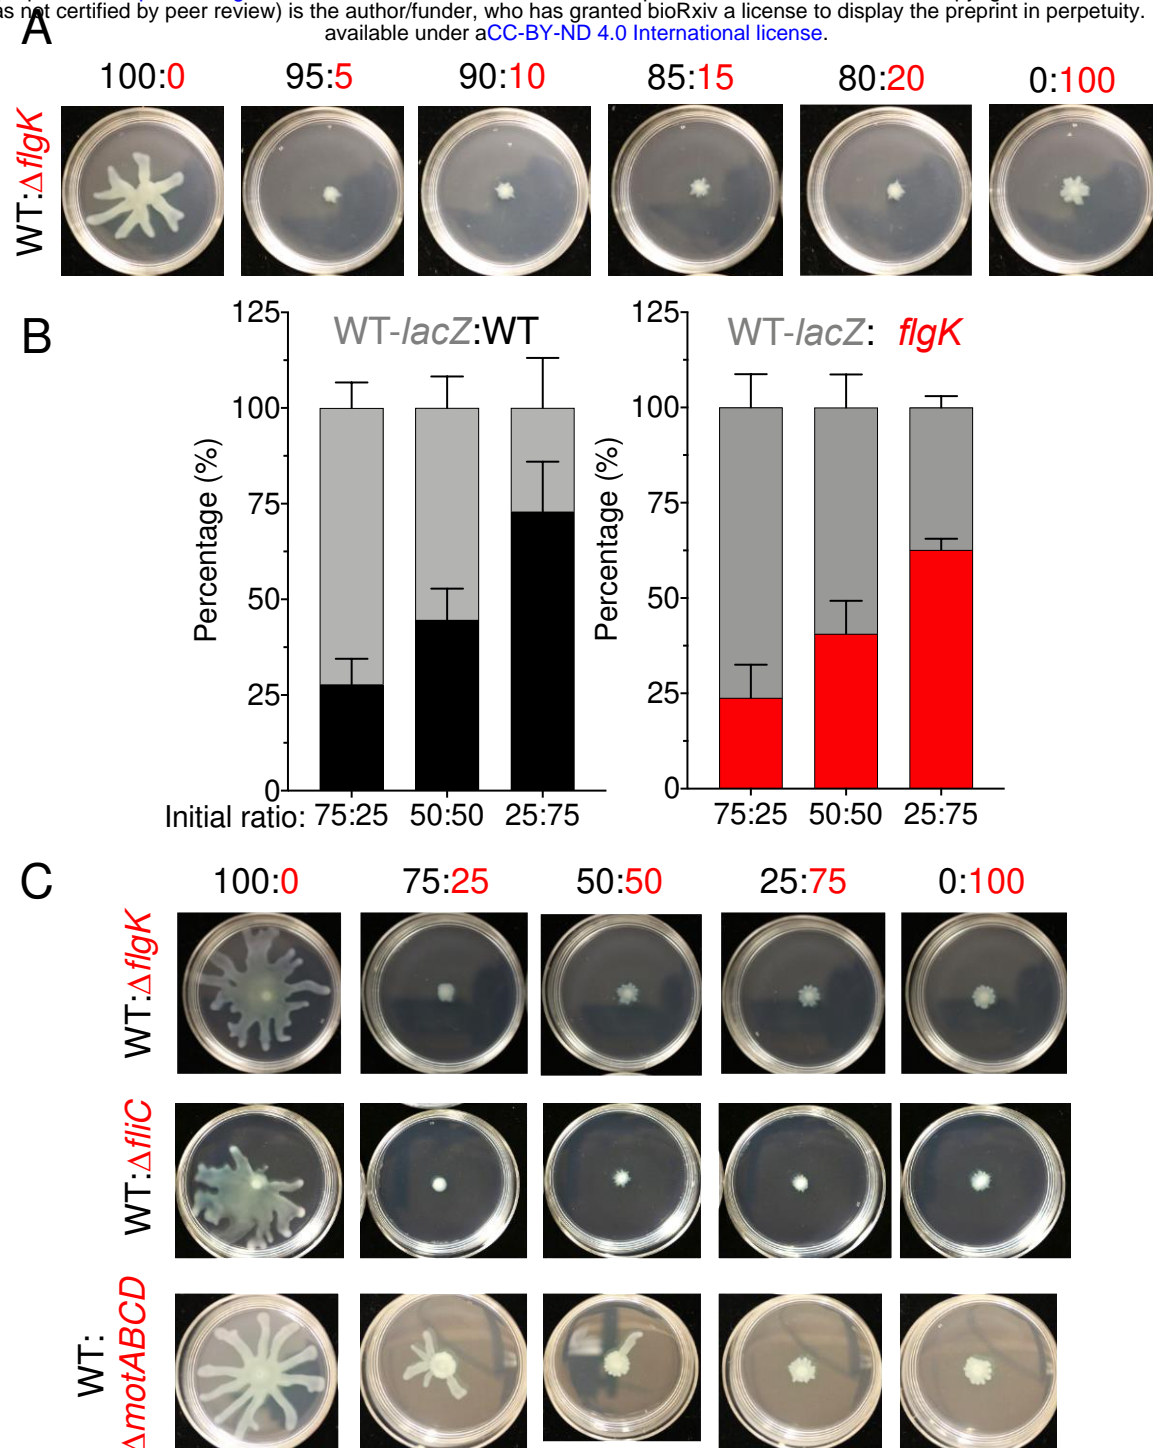 as not certified by peer review) is the author/funder, who has granted bioRxiv a license to display the preprint in perpetuity.
available under aCC-BY-ND 4.0 International license.
A
100:0 95:5 90:10 85:15 80:20 0:100
WT:ΔflgK
B
WT-lacZ:WT
125
100
75
50
25
0
Percentage (%)
Initial ratio: 75:25 50:50 25:75
WT-lacZ: flgK
125
100
75
50
25
0
Percentage (%)
75:25 50:50 25:75
C
100:0 75:25 50:50 25:75 0:100
WT:ΔflgK
WT:ΔfliC
WT:
ΔmotABCD